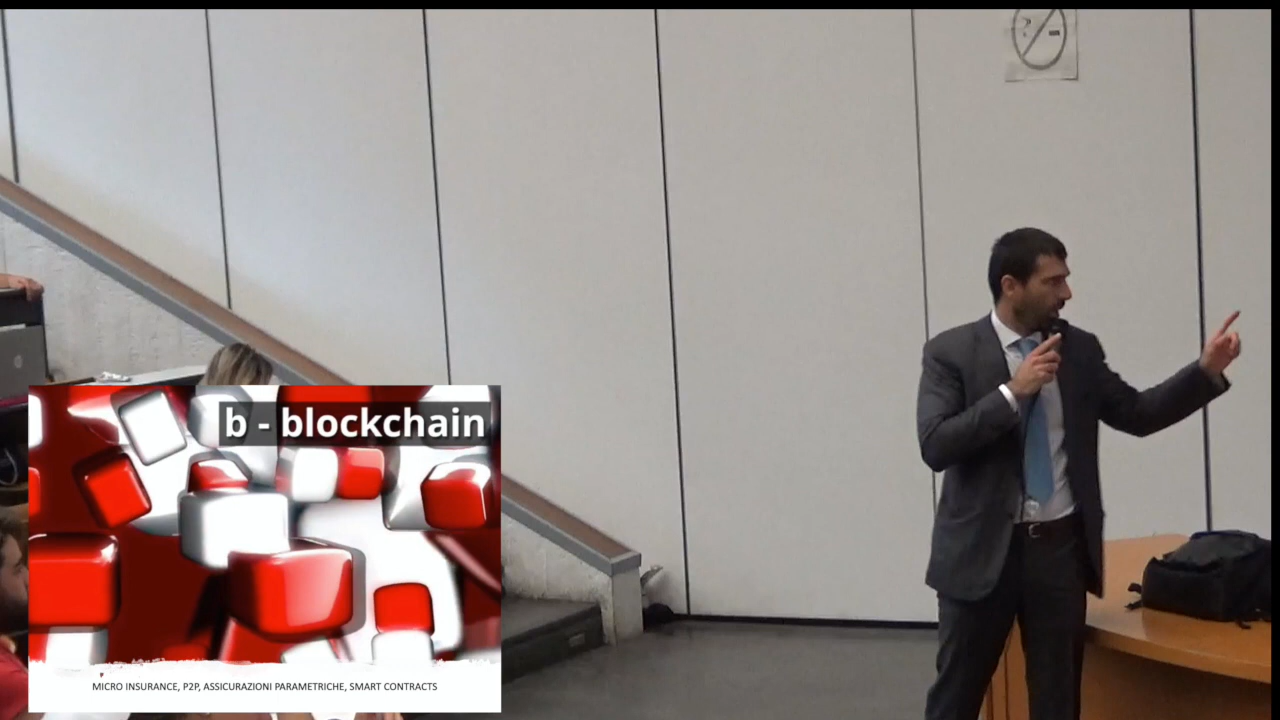 b - blockchain
MICRO INSURANCE, P2P, ASSICURAZIONI PARAMETRICHE, SMART CONTRACTS